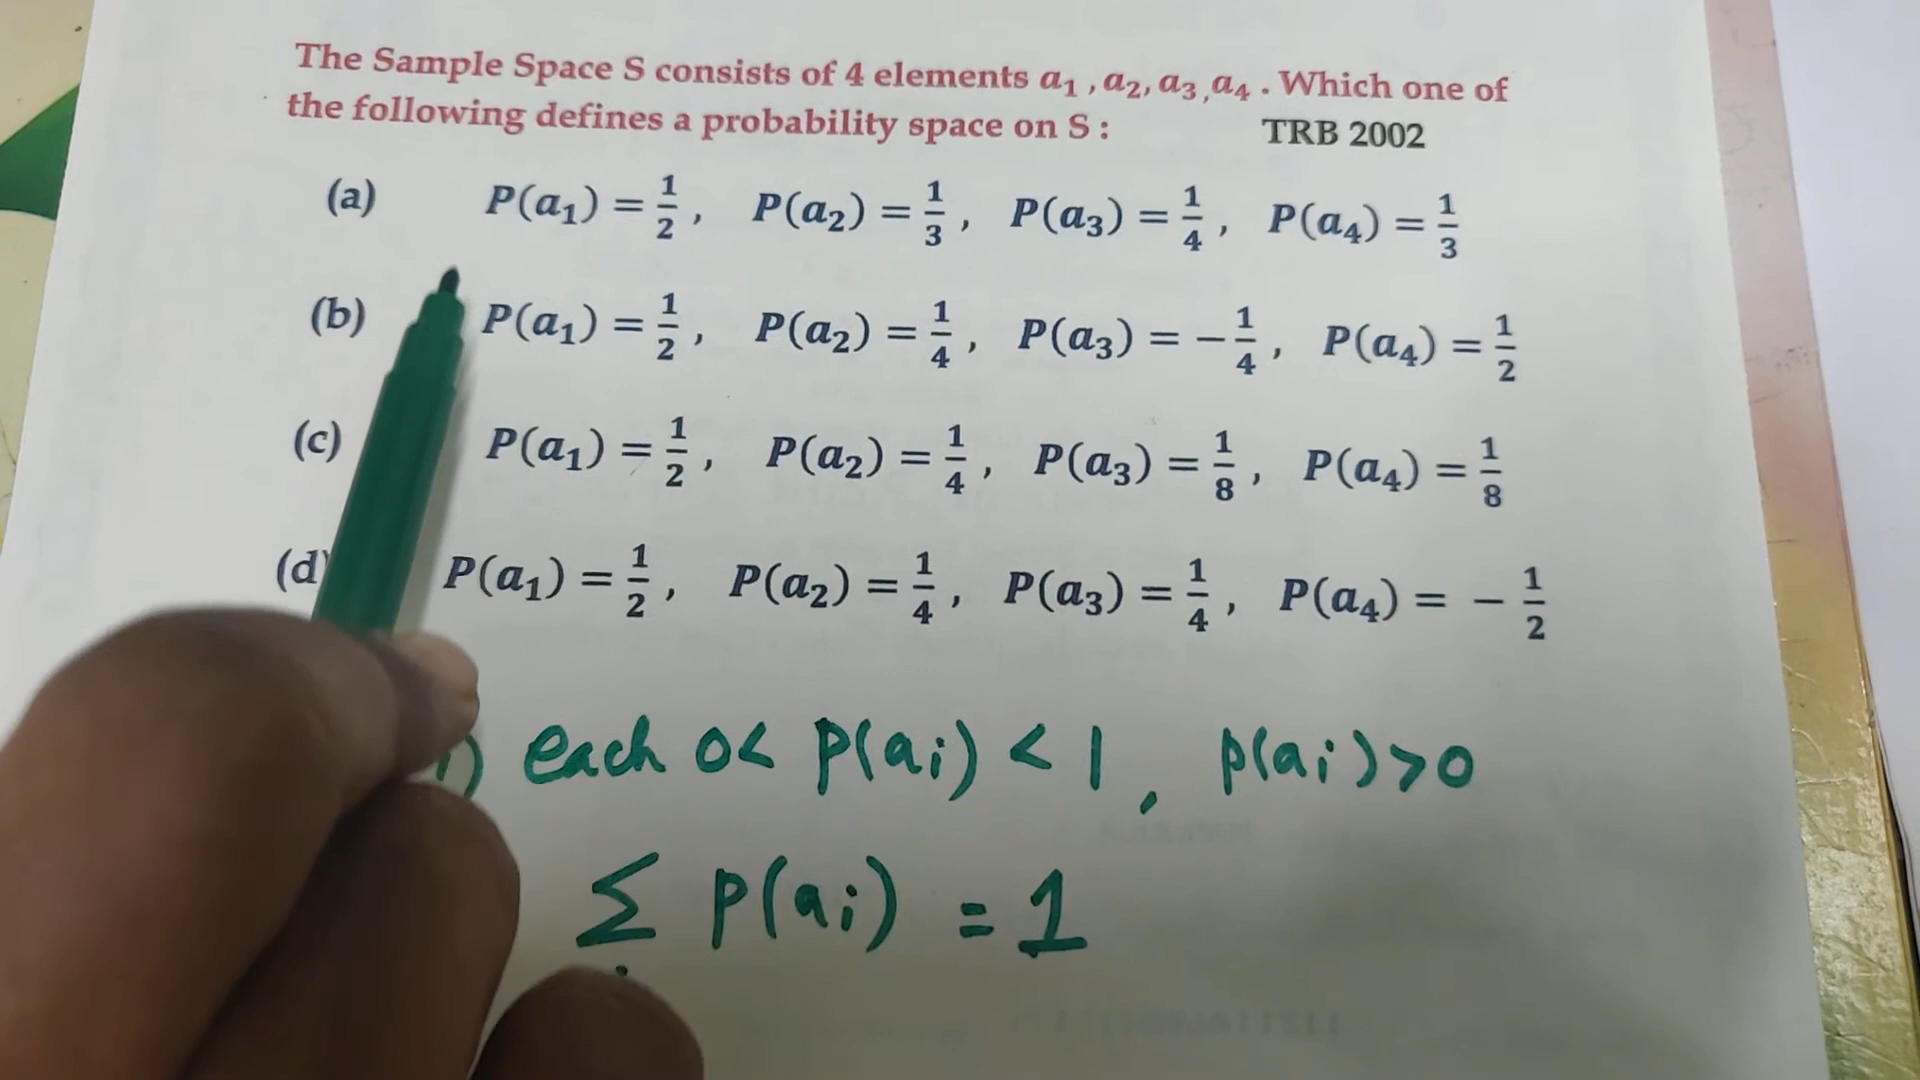 The Sample Space S consists of 4 elements a₁ , a₂, a₃ ,a₄ . Which one of
the following defines a probability space on S : TRB 2002
(a) P(a₁) = 1/2 , P(a₂) = 1/3 , P(a₃) = 1/4 , P(a₄) = 1/3
(b) P(a₁) = 1/2 , P(a₂) = 1/4 , P(a₃) = − 1/4 , P(a₄) = 1/2
(c) P(a₁) = 1/2 , P(a₂) = 1/4 , P(a₃) = 1/8 , P(a₄) = 1/8
(d) P(a₁) = 1/2 , P(a₂) = 1/4 , P(a₃) = 1/4 , P(a₄) = − 1/2
each 0< p(aᵢ) < 1 , p(aᵢ) >0
Σ p(aᵢ) = 1